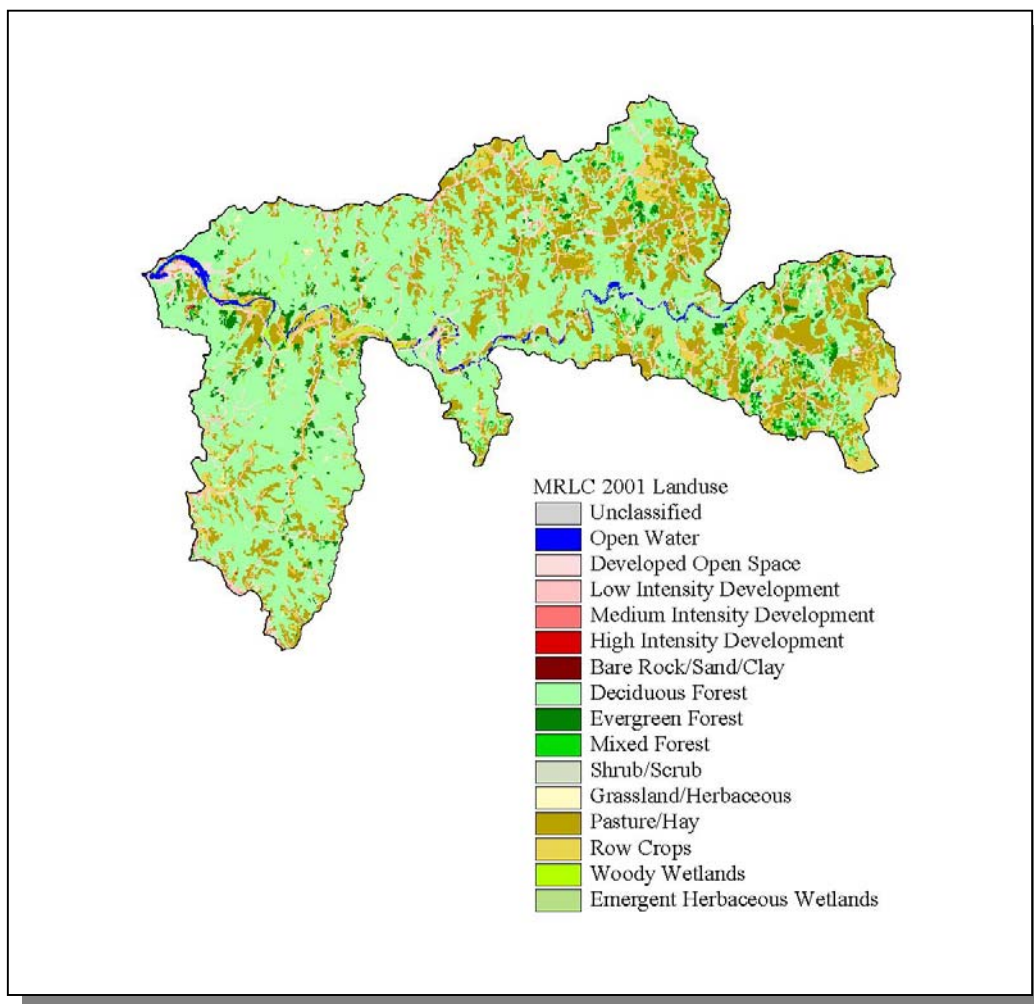 MRLC 2001 Landuse
Unclassified
Open Water
Developed Open Space
Low Intensity Development
Medium Intensity Development
High Intensity Development
Bare Rock/Sand/Clay
Deciduous Forest
Evergreen Forest
Mixed Forest
Shrub/Scrub
Grassland/Herbaceous
Pasture/Hay
Row Crops
Woody Wetlands
Emergent Herbaceous Wetlands